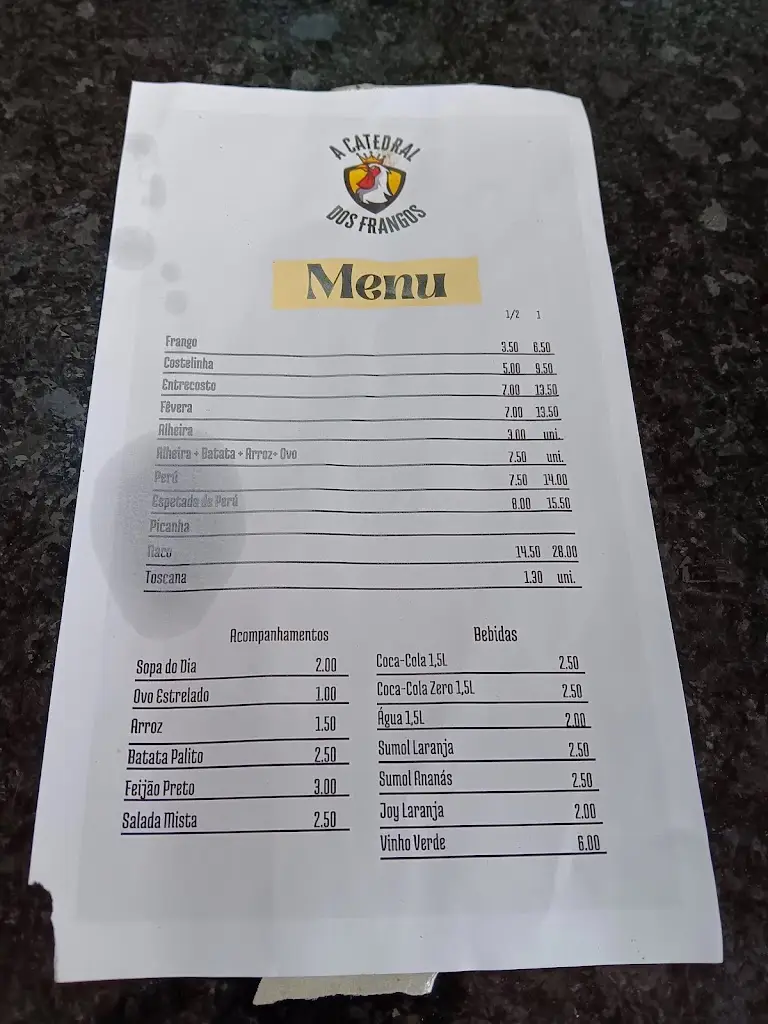 A CATEDRAL
DOS FRANGOS
Menu
1/2 1
Frango 3.50 6.50
Costelinha 5.00 9.50
Entrecosto 7.00 13.50
Fêvera 7.00 13.50
Alheira 3.00 uni.
Alheira + Batata + Arroz+ Ovo 7.50 uni.
Perú 7.50 14.00
Espetada de Perú 8.00 15.50
Picanha
Naco 14.50 28.00
Toscana 1.30 uni.
Acompanhamentos
Sopa do Dia 2.00
Ovo Estrelado 1.00
Arroz 1.50
Batata Palito 2.50
Feijão Preto 3.00
Salada Mista 2.50
Bebidas
Coca-Cola 1,5L 2.50
Coca-Cola Zero 1,5L 2.50
Água 1,5L 2.00
Sumol Laranja 2.50
Sumol Ananás 2.50
Joy Laranja 2.00
Vinho Verde 6.00